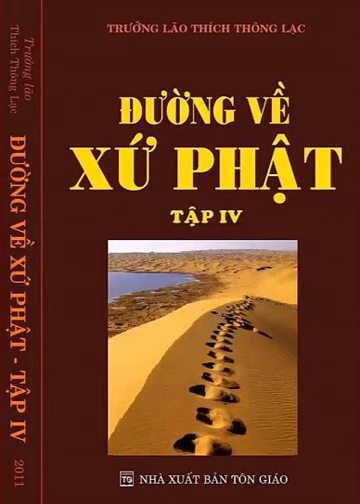 Trưởng lão
Thích Thông Lạc
ĐƯỜNG VỀ XỨ PHẬT - TẬP IV
2011
TRƯỞNG LÃO THÍCH THÔNG LẠC
ĐƯỜNG VỀ
XỨ PHẬT
TẬP IV
TG
NHÀ XUẤT BẢN TÔN GIÁO